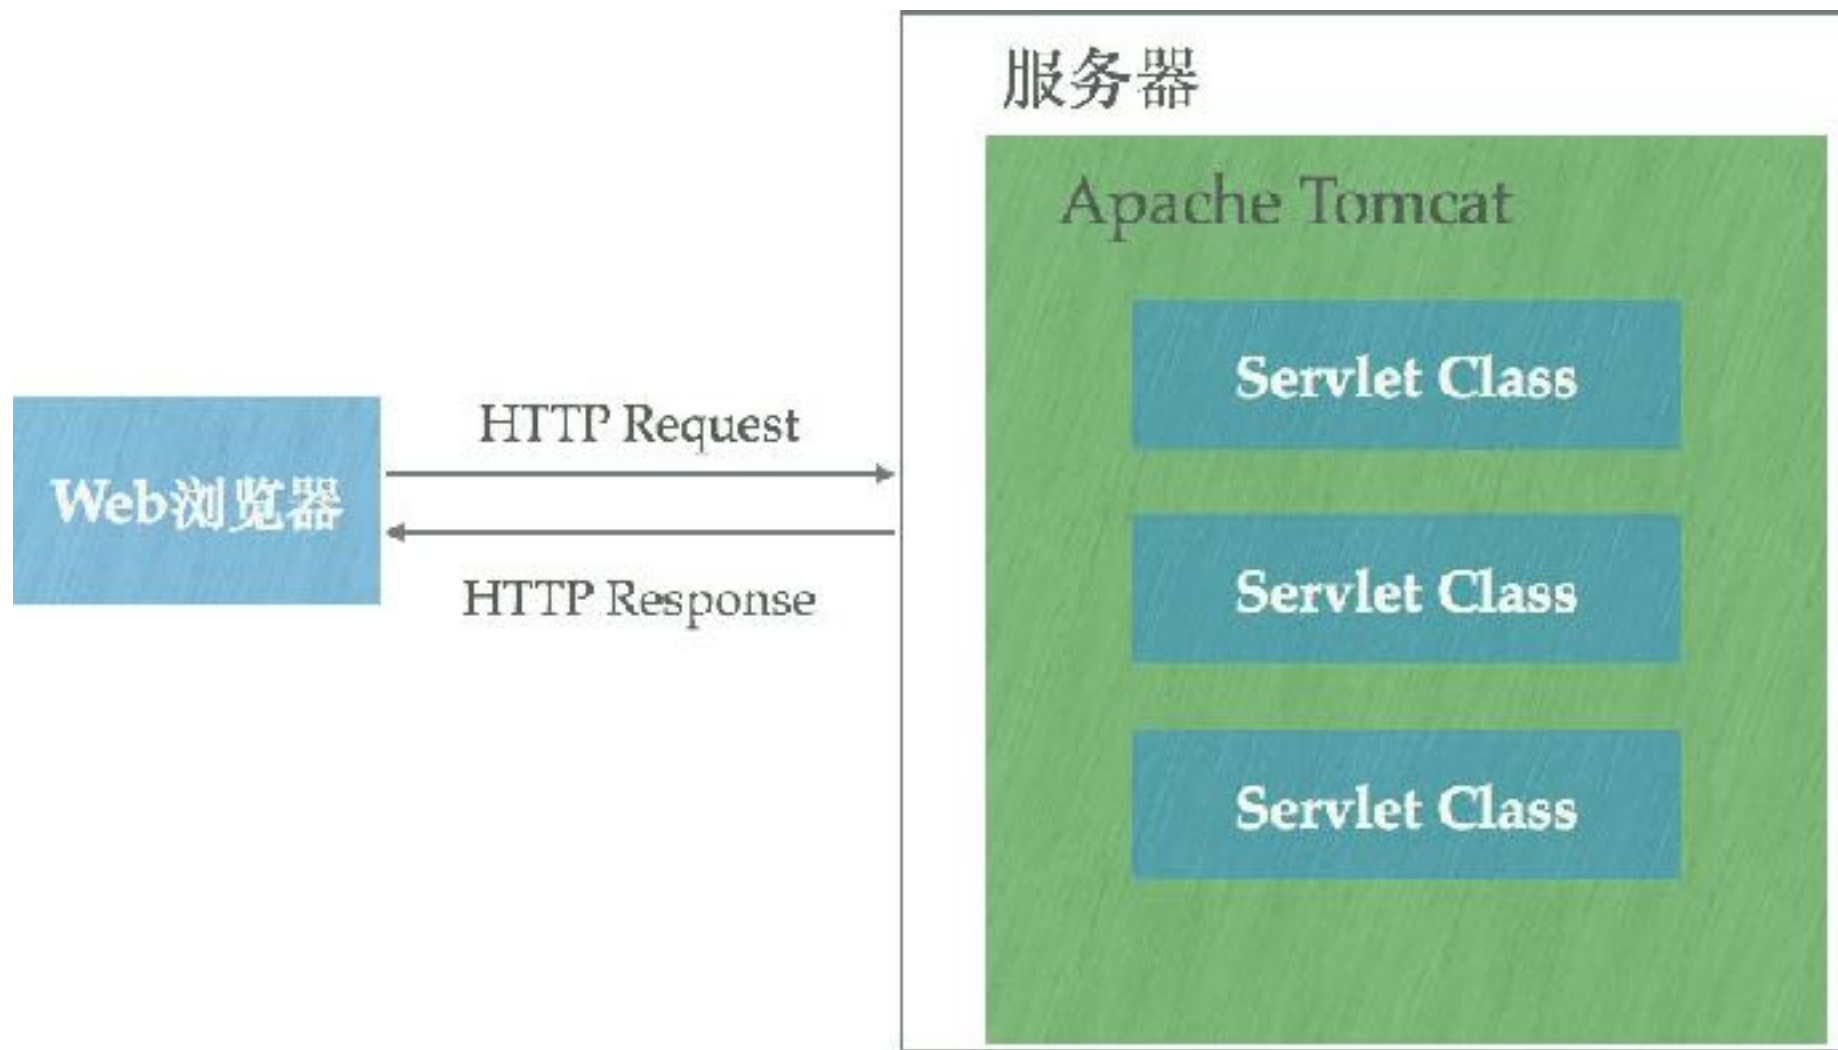 服务器
Apache Tomcat
Servlet Class
HTTP Request
Web浏览器
Servlet Class
HTTP Response
Servlet Class